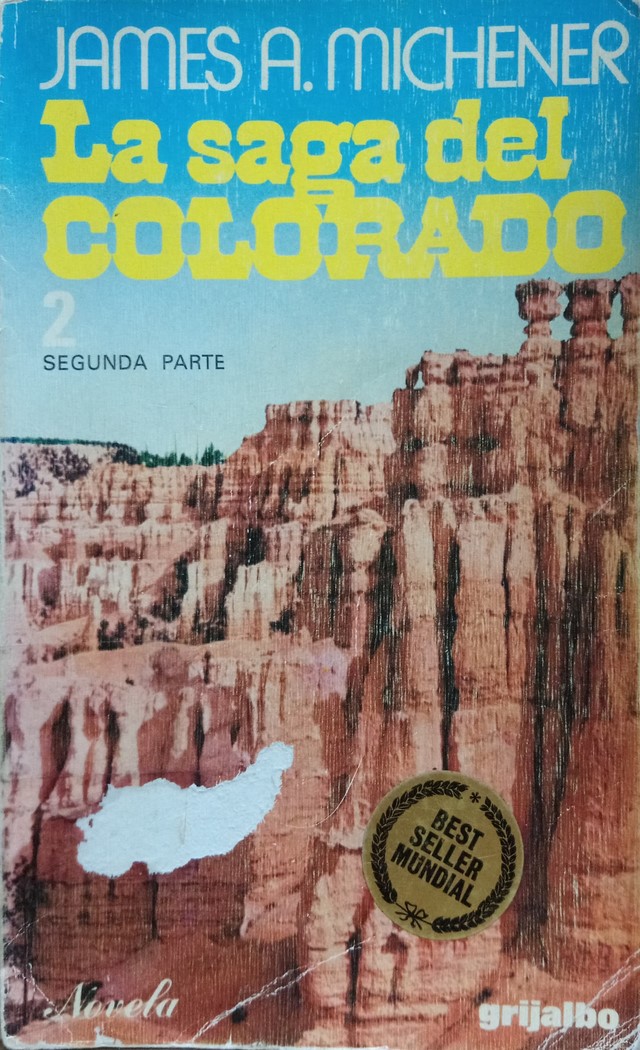 JAMES A. MICHENER
La saga del
COLORADO
2
SEGUNDA PARTE
BEST
SELLER
MUNDIAL
Novela
grijalbo